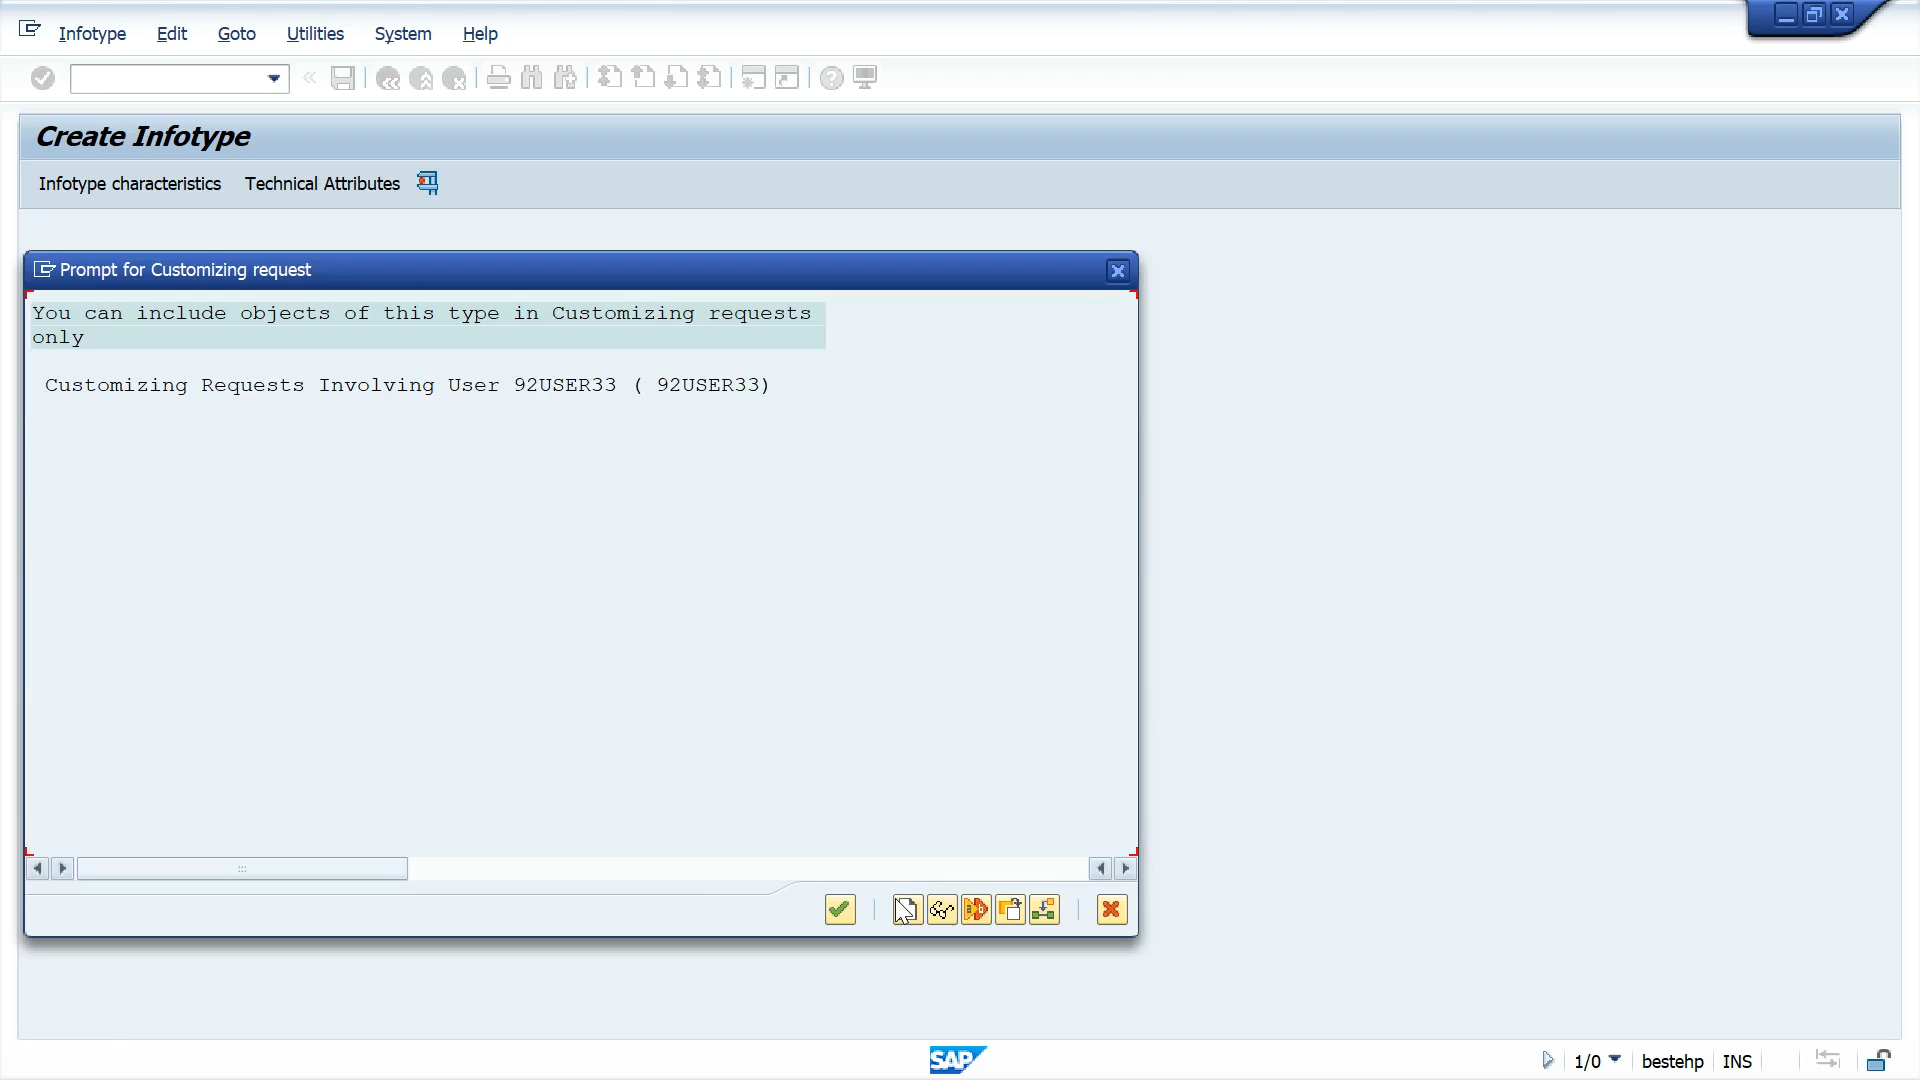 Infotype Edit Goto Utilities System Help
Create Infotype
Infotype characteristics Technical Attributes
Prompt for Customizing request
You can include objects of this type in Customizing requests
only
Customizing Requests Involving User 92USER33 ( 92USER33)
SAP
1/0 bestehp INS